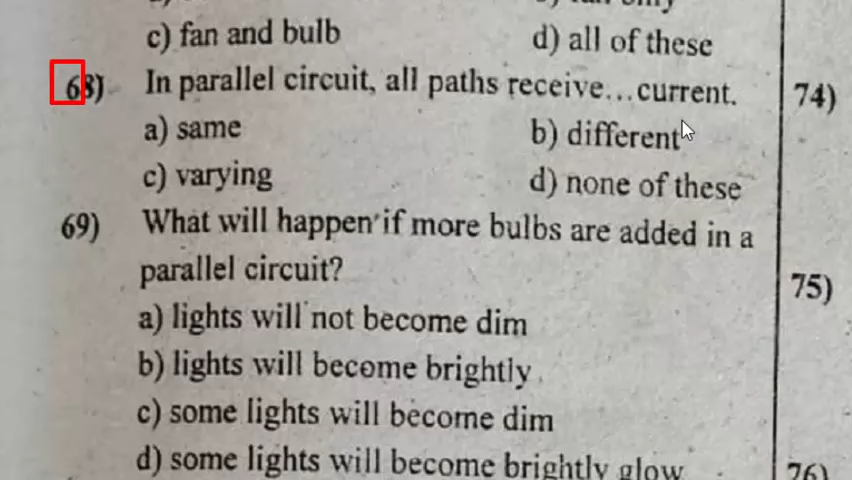 c) fan and bulb
d) all of these
68) In parallel circuit, all paths receive...current.
a) same
b) different
c) varying
d) none of these
69) What will happen if more bulbs are added in a
parallel circuit?
a) lights will not become dim
b) lights will become brightly
c) some lights will become dim
d) some lights will become brightly glow
74)
75)
76)